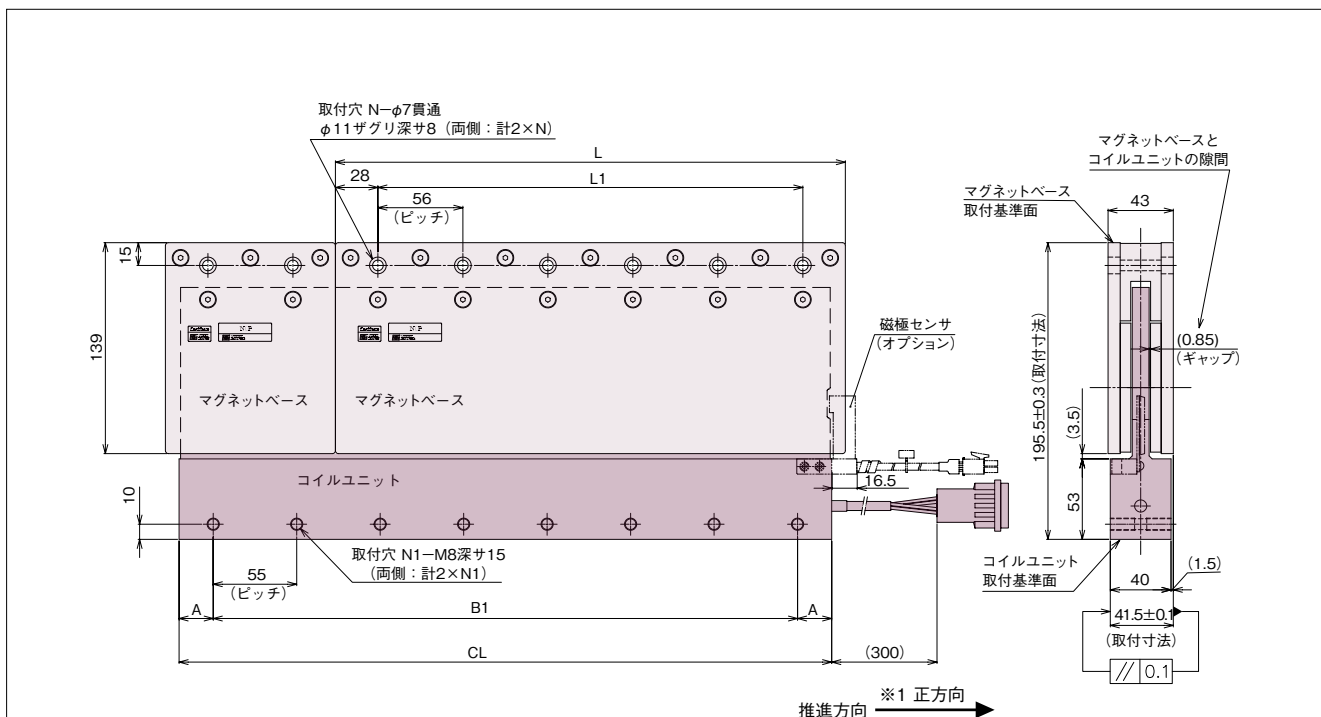 取付穴 N－φ7貫通
φ11ザグリ深サ8（両側：計2×N）
L
28
L1
56
（ピッチ）
15
139
マグネットベース
マグネットベース
N P
N P
磁極センサ
（オプション）
コイルユニット
16.5
10
取付穴 N1－M8深サ15
（両側：計2×N1）
55
（ピッチ）
A
B1
A
CL
(300)
推進方向
※1 正方向
マグネットベースと
コイルユニットの隙間
マグネットベース
取付基準面
43
195.5±0.3（取付寸法）
(0.85)
（ギャップ）
(3.5)
53
コイルユニット
取付基準面
40
(1.5)
41.5±0.1
（取付寸法）
// 0.1